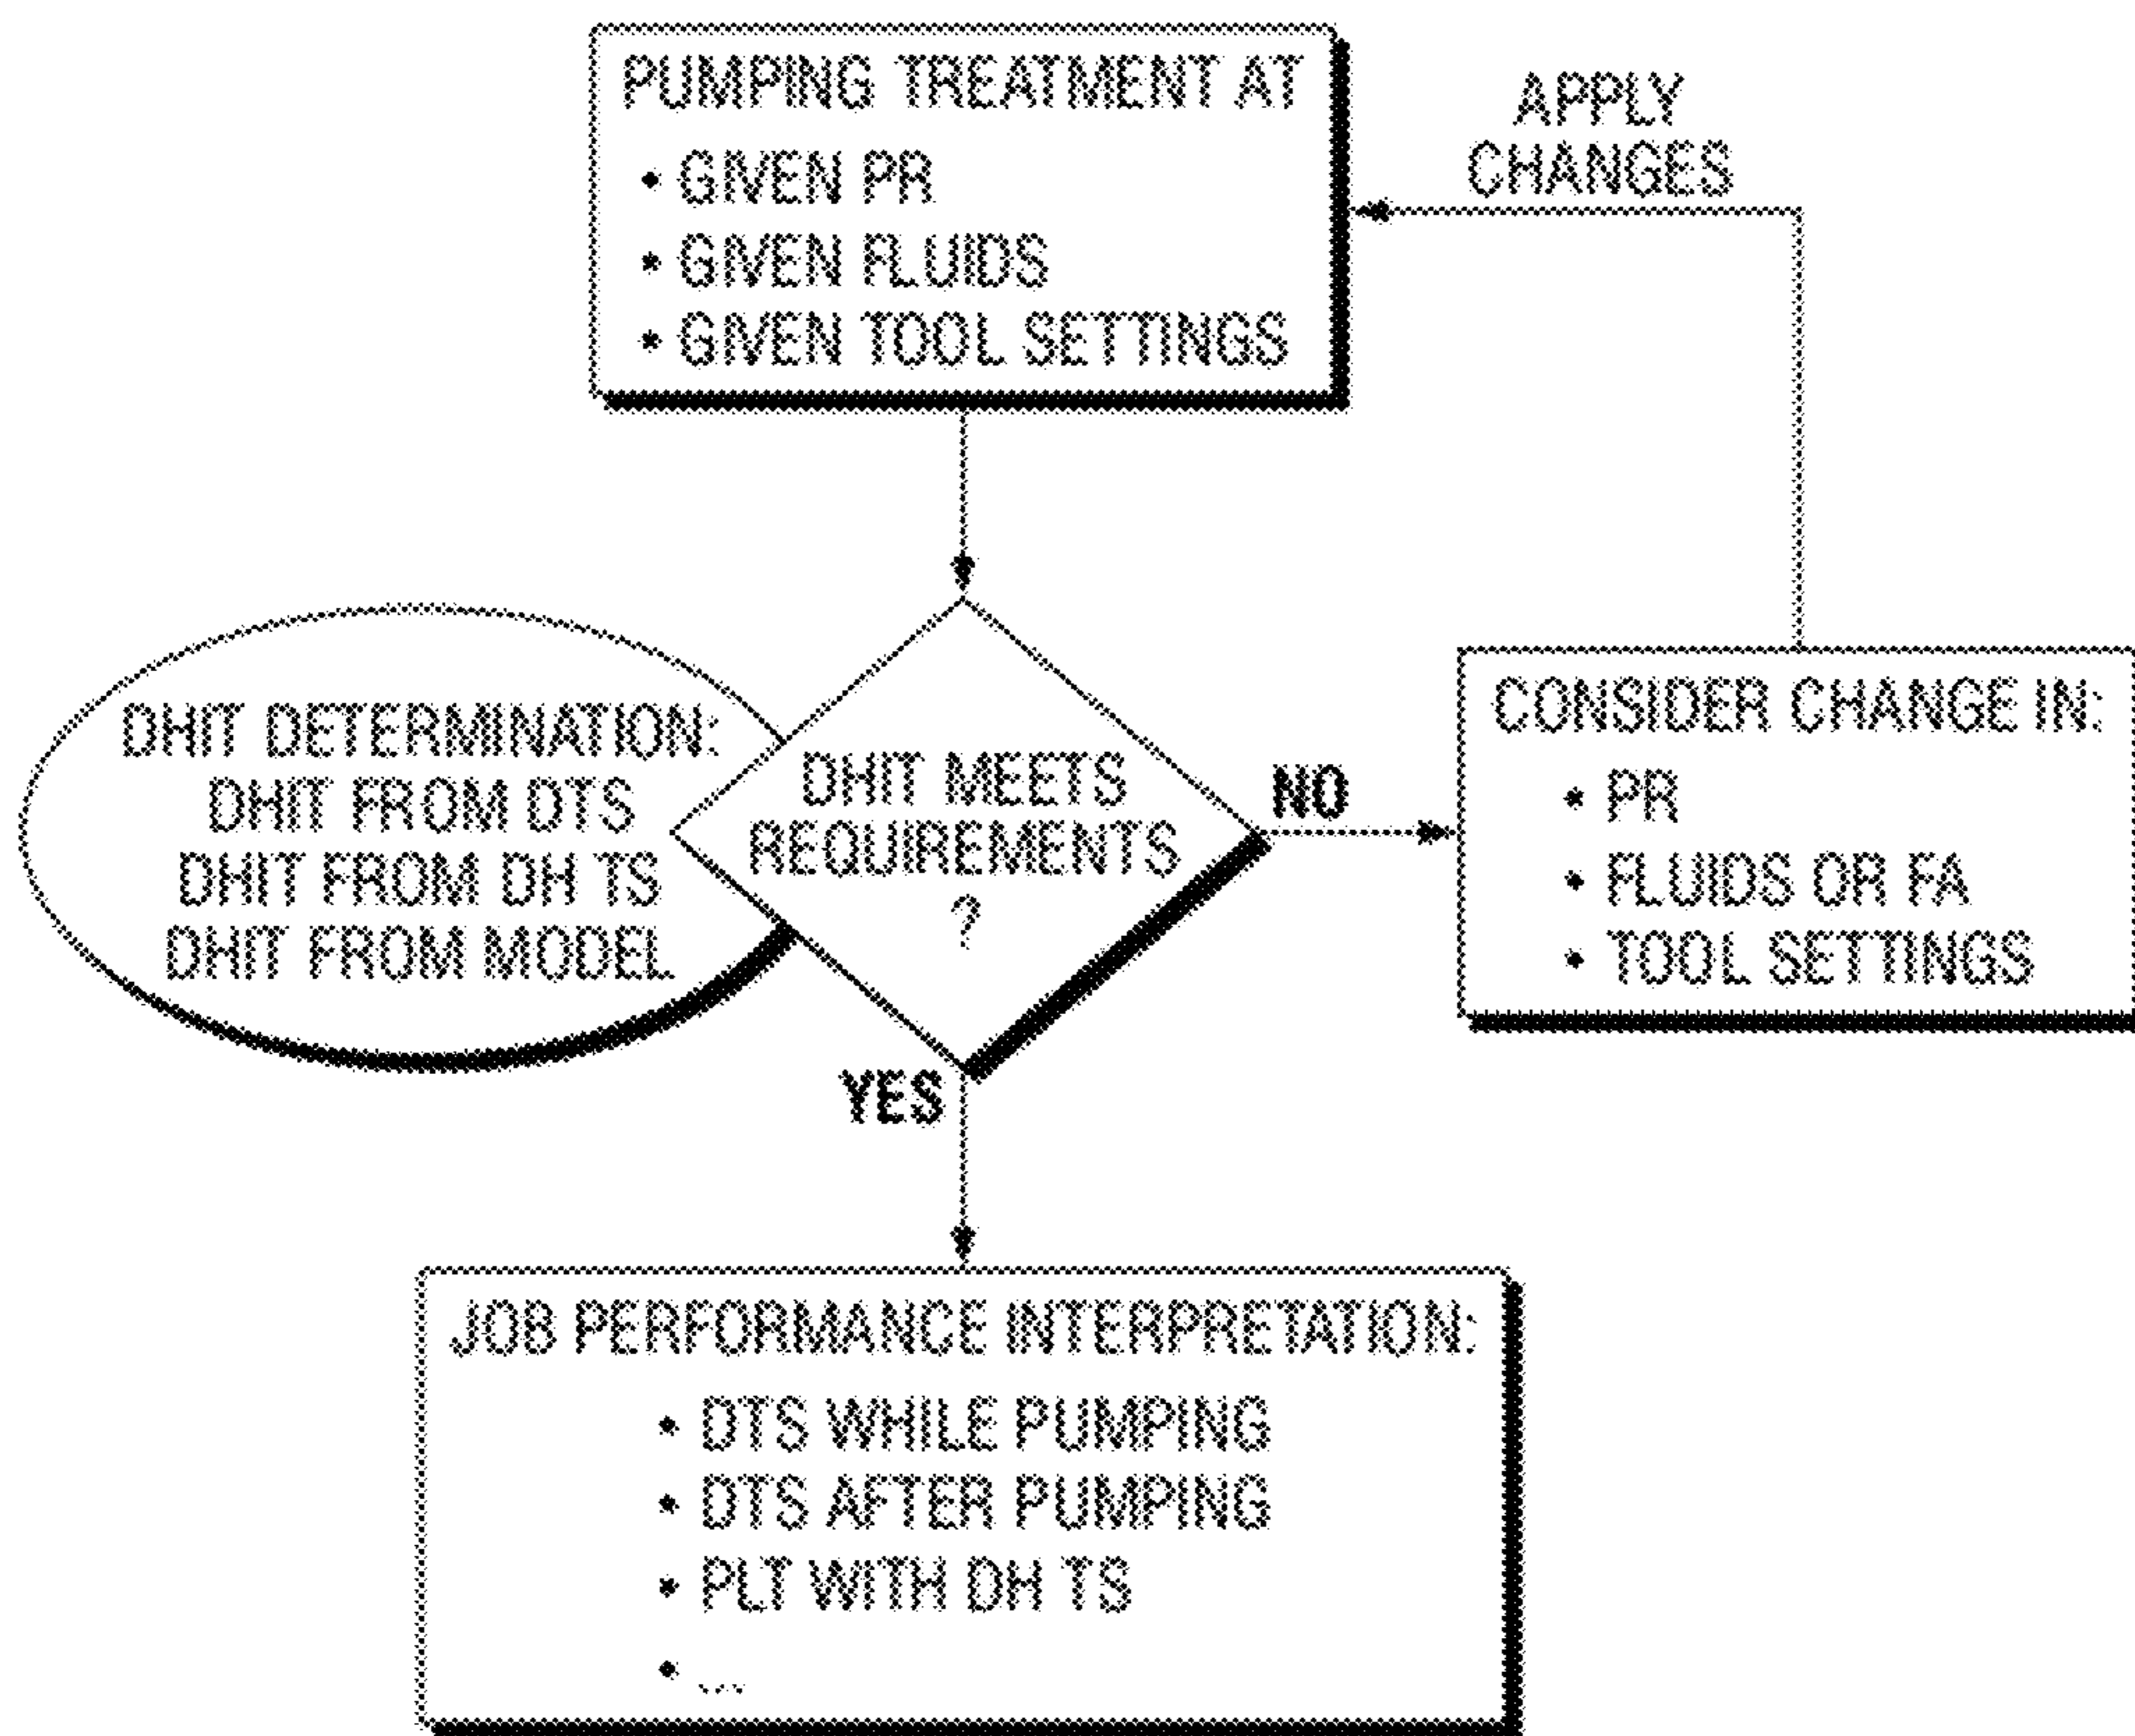 PUMPING TREATMENT AT
• GIVEN PR
• GIVEN FLUIDS
• GIVEN TOOL SETTINGS
APPLY
CHANGES
DHIT DETERMINATION:
DHIT FROM DTS
DHIT FROM DH TS
DHIT FROM MODEL
DHIT MEETS
REQUIREMENTS
?
NO
CONSIDER CHANGE IN:
• PR
• FLUIDS OR FA
• TOOL SETTINGS
YES
JOB PERFORMANCE INTERPRETATION:
• DTS WHILE PUMPING
• DTS AFTER PUMPING
• PLT WITH DH TS
• ...